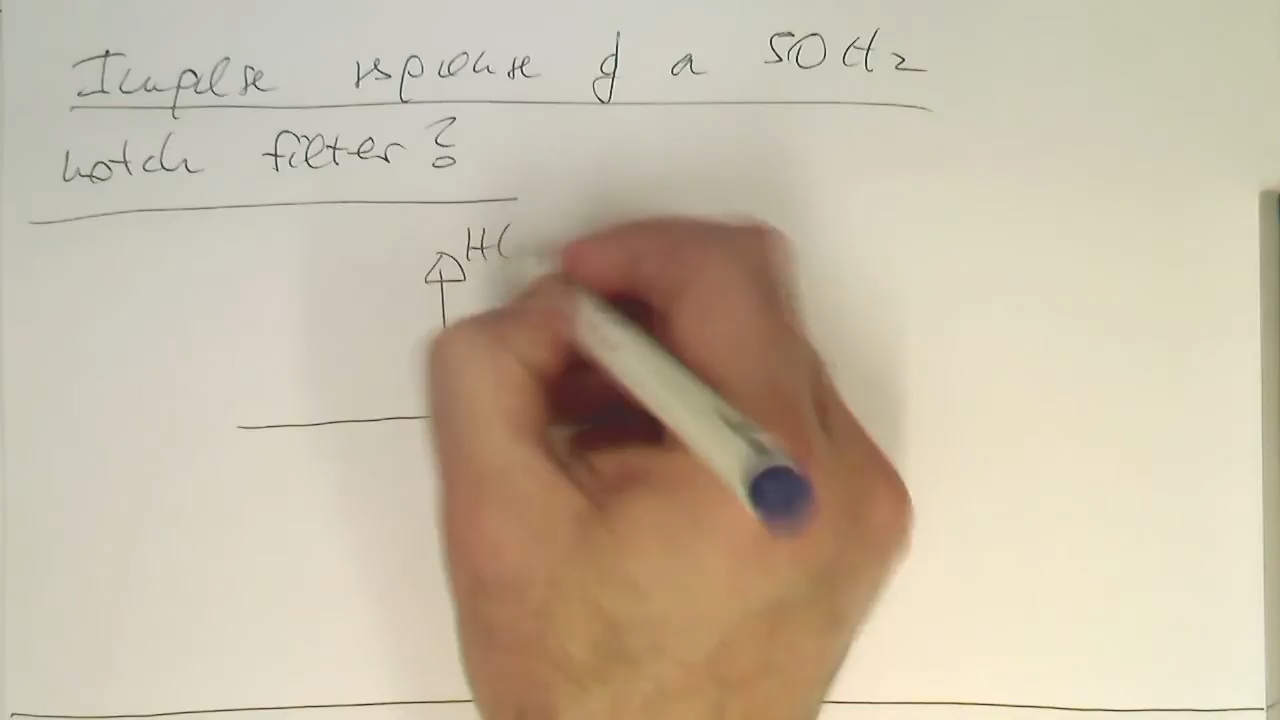 Impulse response of a 50Hz
notch filter?
H(